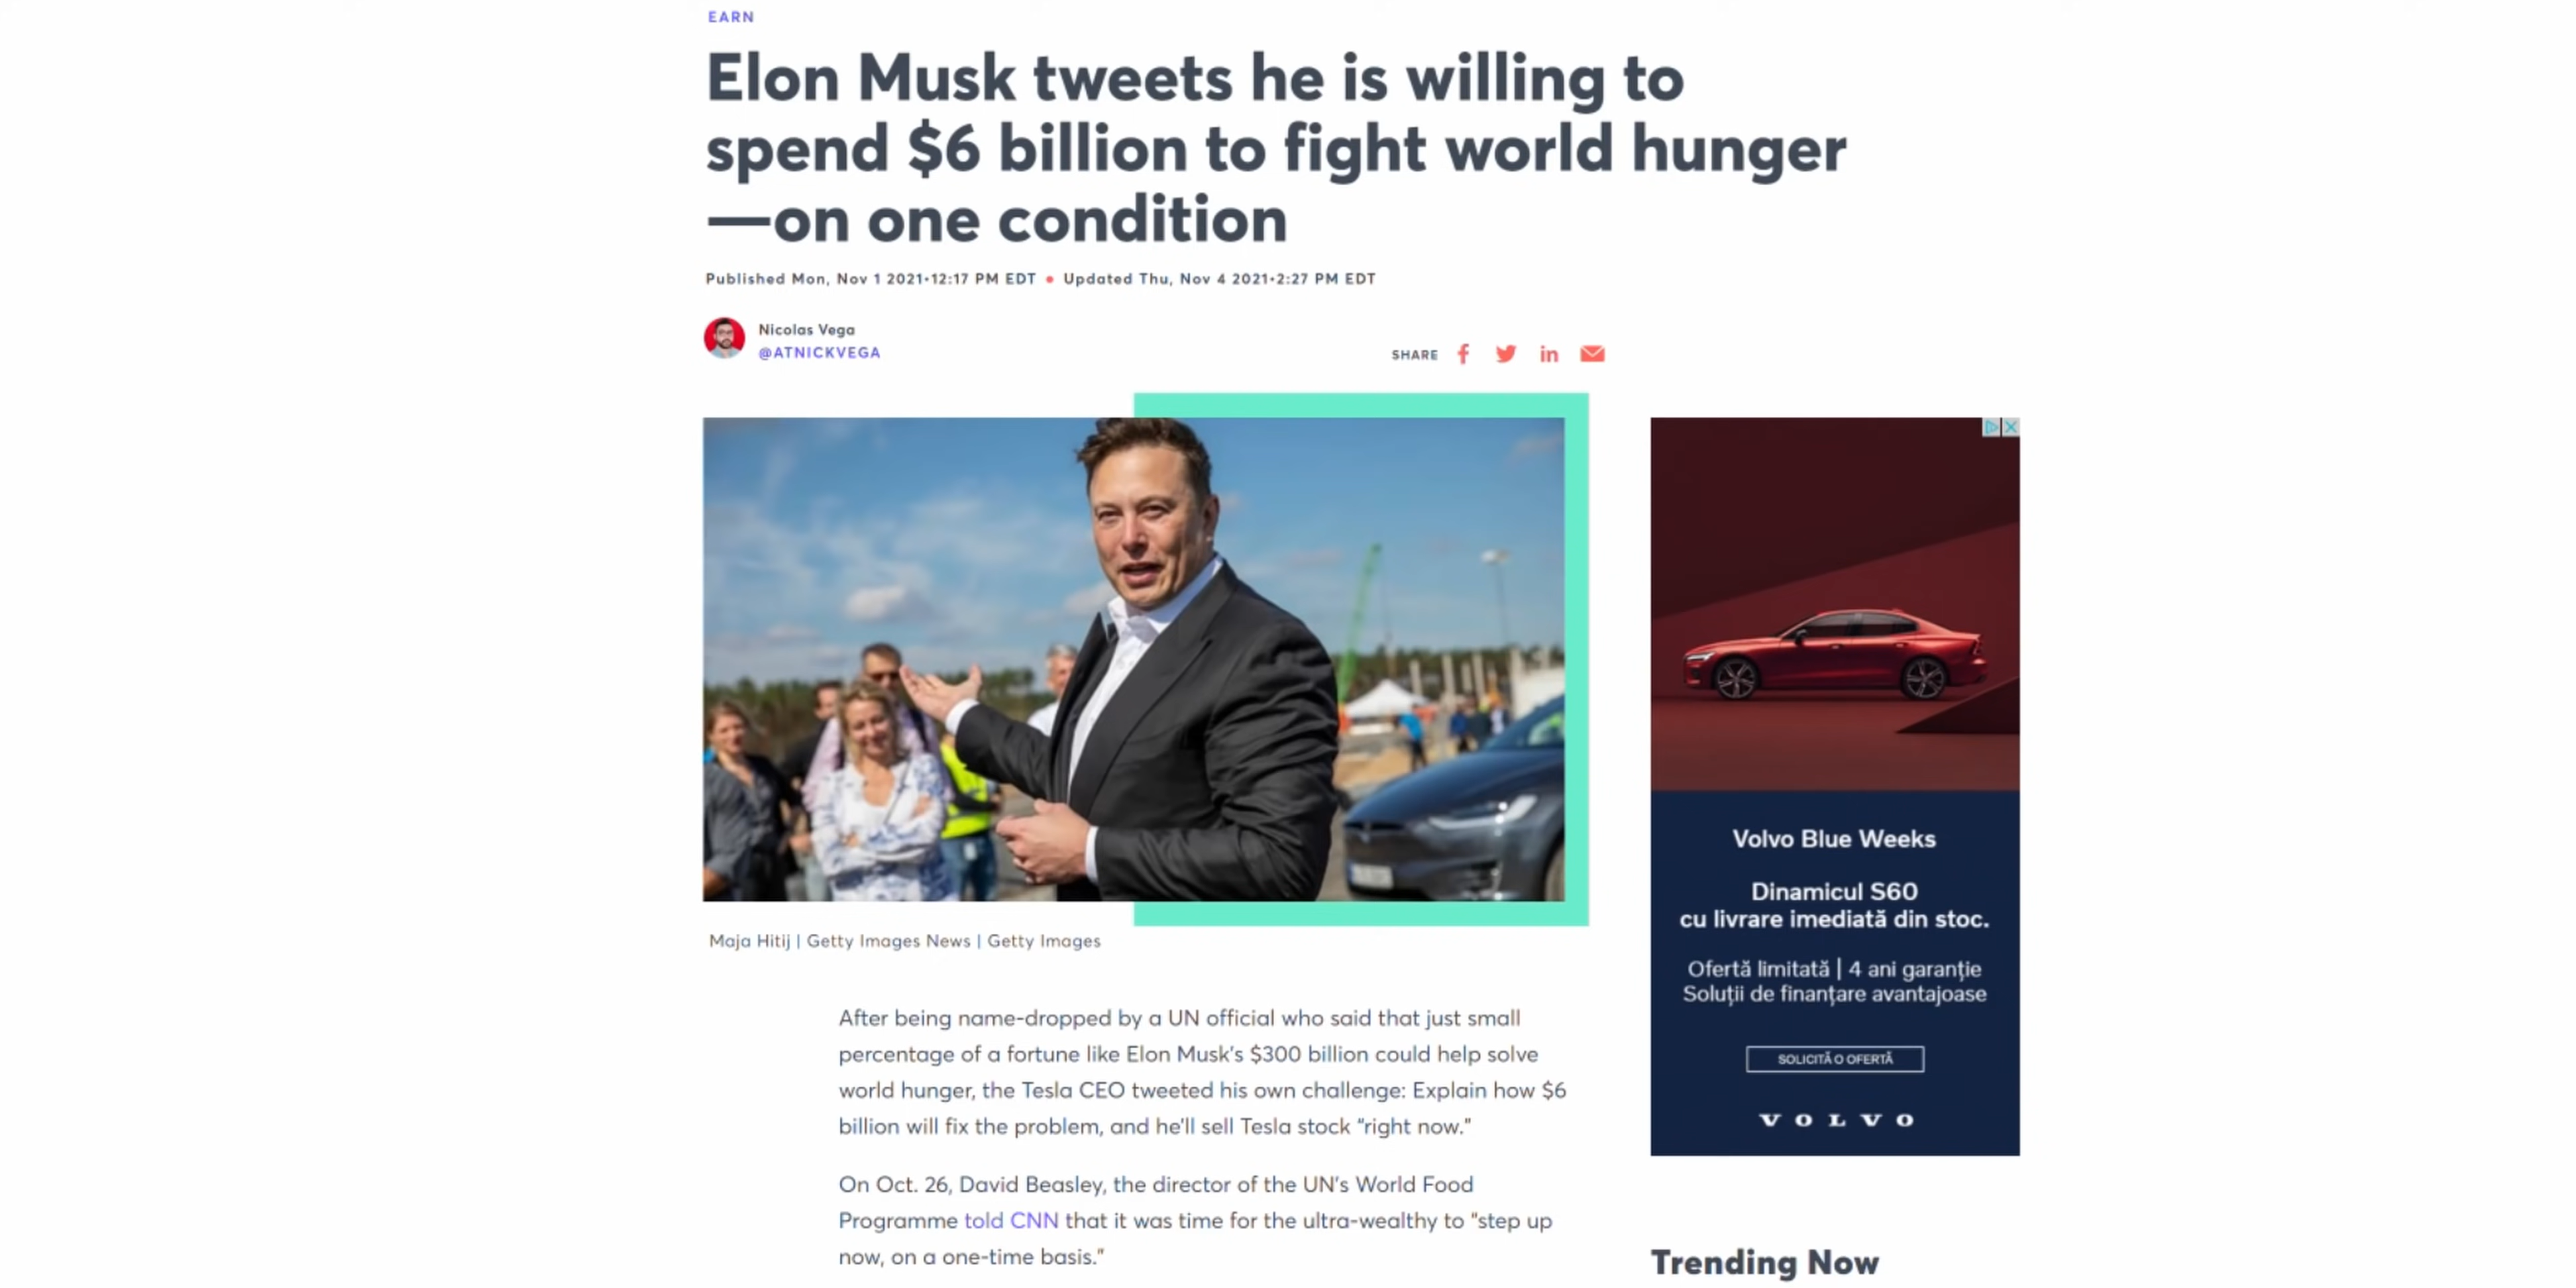 EARN
Elon Musk tweets he is willing to
spend $6 billion to fight world hunger
—on one condition
Published Mon, Nov 1 2021•12:17 PM EDT • Updated Thu, Nov 4 2021•2:27 PM EDT
Nicolas Vega
@ATNICKVEGA
SHARE
Maja Hitij | Getty Images News | Getty Images
After being name-dropped by a UN official who said that just small
percentage of a fortune like Elon Musk's $300 billion could help solve
world hunger, the Tesla CEO tweeted his own challenge: Explain how $6
billion will fix the problem, and he'll sell Tesla stock "right now."
On Oct. 26, David Beasley, the director of the UN's World Food
Programme told CNN that it was time for the ultra-wealthy to "step up
now, on a one-time basis."
Volvo Blue Weeks
Dinamicul S60
cu livrare imediată din stoc.
Ofertă limitată | 4 ani garanție
Soluții de finanțare avantajoase
SOLICITĂ O OFERTĂ
VOLVO
Trending Now